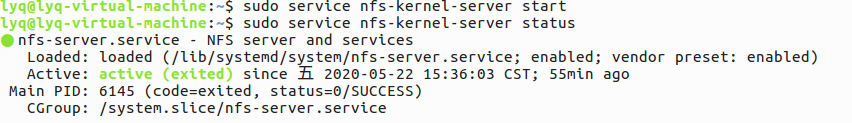 lyq@lyq-virtual-machine:~$ sudo service nfs-kernel-server start
lyq@lyq-virtual-machine:~$ sudo service nfs-kernel-server status
● nfs-server.service - NFS server and services
   Loaded: loaded (/lib/systemd/system/nfs-server.service; enabled; vendor preset: enabled)
   Active: active (exited) since 五 2020-05-22 15:36:03 CST; 55min ago
 Main PID: 6145 (code=exited, status=0/SUCCESS)
   CGroup: /system.slice/nfs-server.service